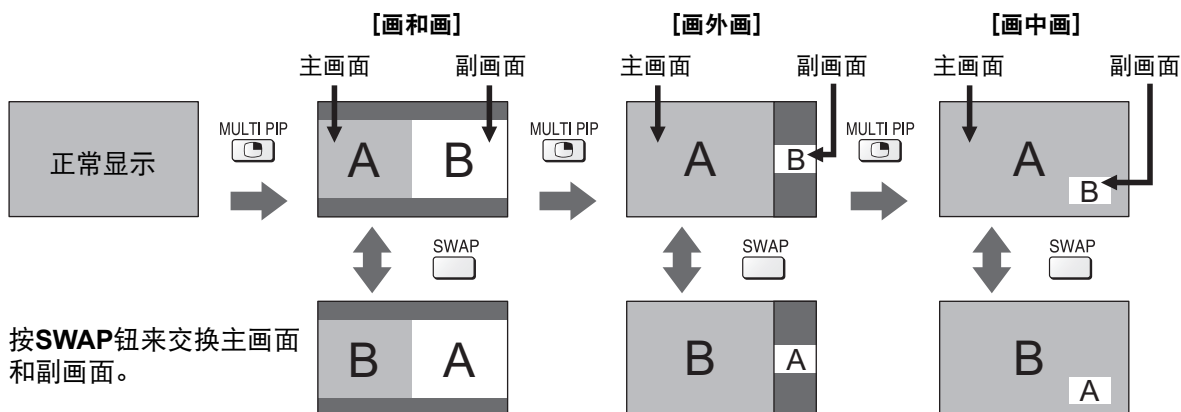 [画和画]
[画外画]
[画中画]
主画面
副画面
主画面
副画面
主画面
副画面
正常显示
MULTI PIP
A
B
MULTI PIP
A
B
MULTI PIP
A
B
SWAP
SWAP
SWAP
按SWAP钮来交换主画面
和副画面。
B
A
B
A
B
A